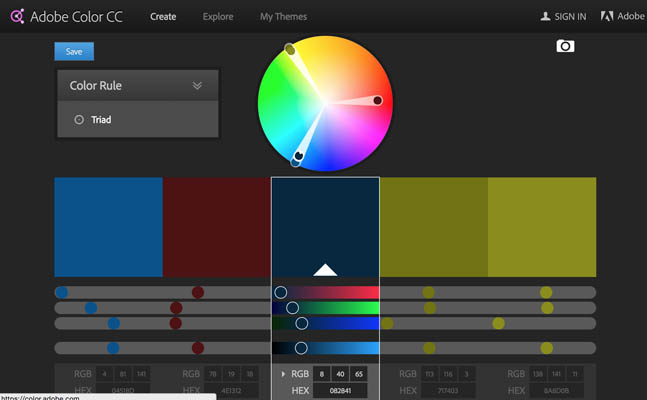 Adobe Color CC Create Explore My Themes SIGN IN Adobe
Save
Color Rule
Triad
RGB 4 81 141 RGB 78 19 18 RGB 8 40 65 RGB 113 116 3 RGB 138 141 11
HEX 04518D HEX 4E1312 HEX 082841 HEX 717403 HEX 8A8D0B
https://color.adobe.com